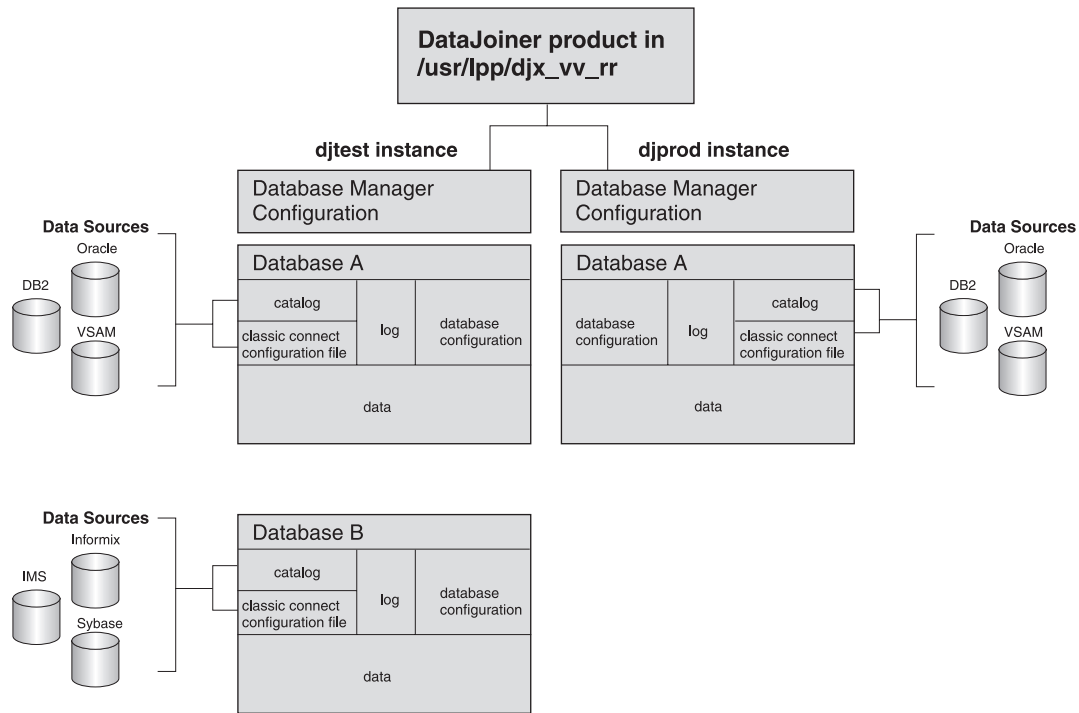 DataJoiner product in
/usr/lpp/djx_vv_rr
djtest instance
djprod instance
Database Manager
Configuration
Database Manager
Configuration
Data Sources
Oracle
DB2
VSAM
Database A
catalog
classic connect
configuration file
log
database
configuration
data
Database A
database
configuration
log
catalog
classic connect
configuration file
data
Data Sources
Oracle
DB2
VSAM
Data Sources
Informix
IMS
Sybase
Database B
catalog
classic connect
configuration file
log
database
configuration
data